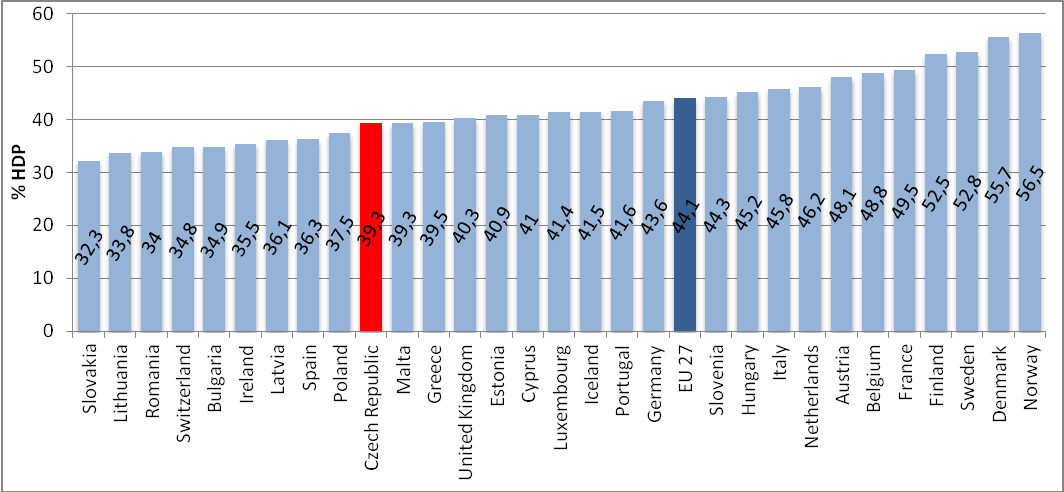 % HDP
60
50
40
30
20
10
0
32,3
33,8
34
34,8
34,9
35,5
36,1
36,3
37,5
39,3
39,3
39,5
40,3
40,9
41
41,4
41,5
41,6
43,6
44,1
44,3
45,2
45,8
46,2
48,1
48,8
49,5
52,5
52,8
55,7
56,5
Slovakia
Lithuania
Romania
Switzerland
Bulgaria
Ireland
Latvia
Spain
Poland
Czech Republic
Malta
Greece
United Kingdom
Estonia
Cyprus
Luxembourg
Iceland
Portugal
Germany
EU 27
Slovenia
Hungary
Italy
Netherlands
Austria
Belgium
France
Finland
Sweden
Denmark
Norway